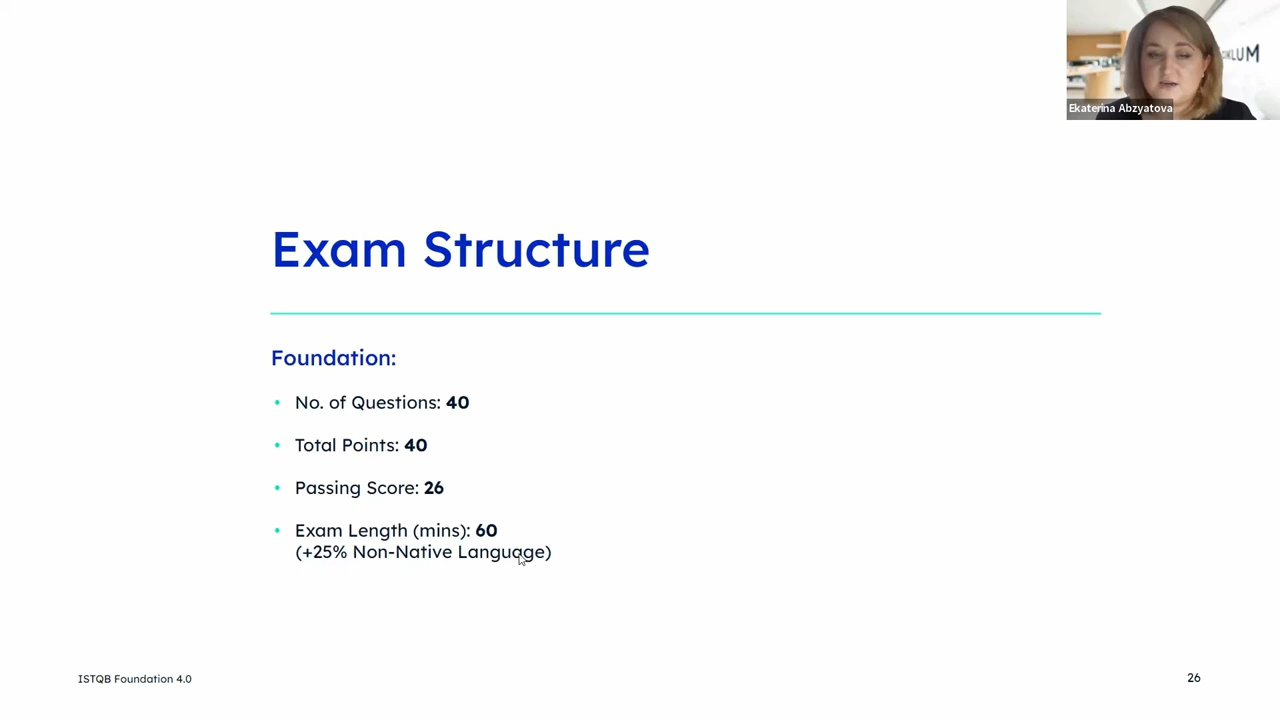 KLUM
Ekaterina Abzyatova
Exam Structure
Foundation:
• No. of Questions: 40
• Total Points: 40
• Passing Score: 26
• Exam Length (mins): 60
(+25% Non-Native Language)
ISTQB Foundation 4.0
26